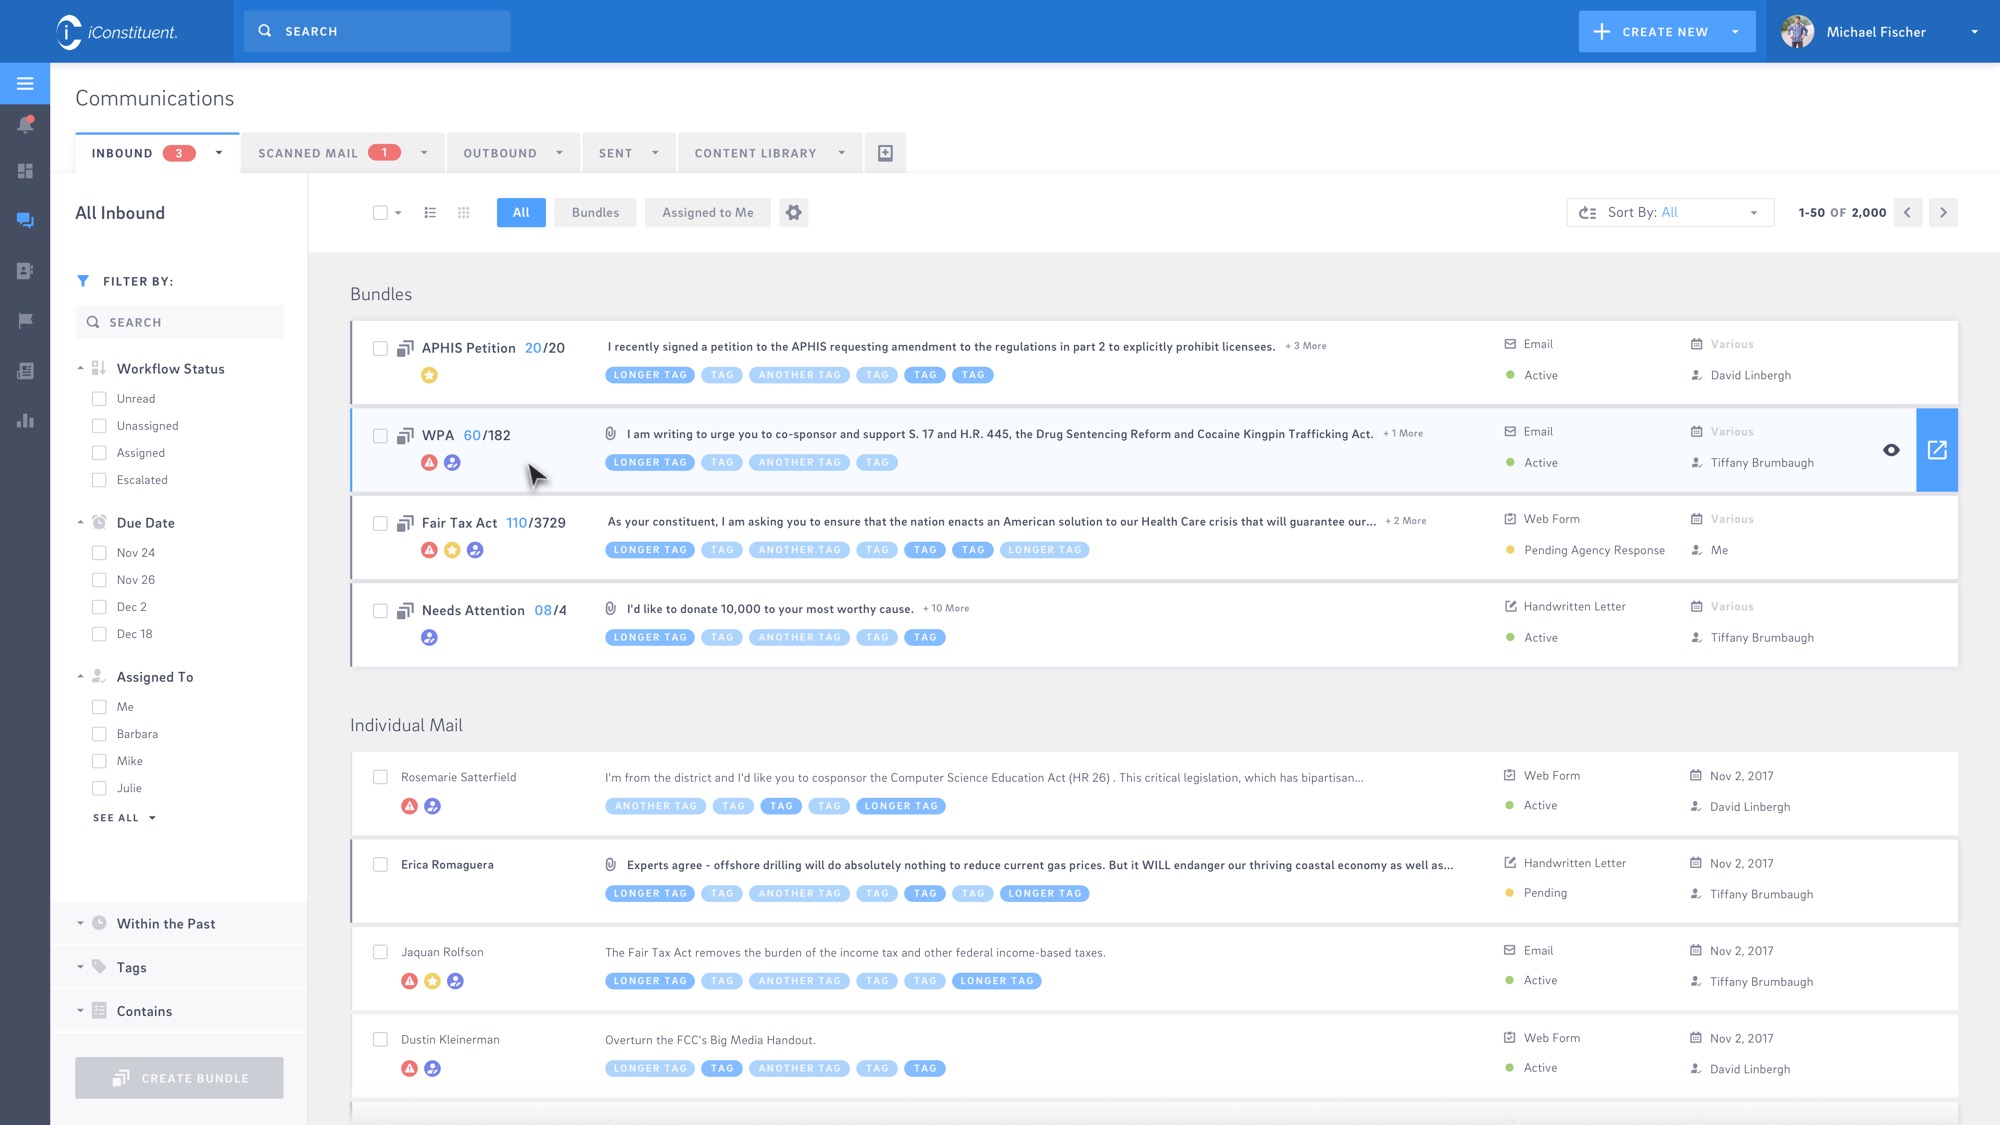 iConstituent.
SEARCH
CREATE NEW
Michael Fischer
Communications
INBOUND 3
SCANNED MAIL 1
OUTBOUND
SENT
CONTENT LIBRARY
All Inbound
All
Bundles
Assigned to Me
Sort By: All
1-50 OF 2,000
FILTER BY:
SEARCH
Workflow Status
Unread
Unassigned
Assigned
Escalated
Due Date
Nov 24
Nov 26
Dec 2
Dec 18
Assigned To
Me
Barbara
Mike
Julie
SEE ALL
Within the Past
Tags
Contains
CREATE BUNDLE
Bundles
APHIS Petition 20/20
I recently signed a petition to the APHIS requesting amendment to the regulations in part 2 to explicitly prohibit licensees. + 3 More
Email
Various
LONGER TAG TAG ANOTHER TAG TAG TAG TAG
Active
David Linbergh
WPA 60/182
I am writing to urge you to co-sponsor and support S. 17 and H.R. 445, the Drug Sentencing Reform and Cocaine Kingpin Trafficking Act. + 1 More
Email
Various
LONGER TAG TAG ANOTHER TAG TAG
Active
Tiffany Brumbaugh
Fair Tax Act 110/3729
As your constituent, I am asking you to ensure that the nation enacts an American solution to our Health Care crisis that will guarantee our... + 2 More
Web Form
Various
LONGER TAG TAG ANOTHER TAG TAG TAG TAG LONGER TAG
Pending Agency Response
Me
Needs Attention 08/4
I'd like to donate 10,000 to your most worthy cause. + 10 More
Handwritten Letter
Various
LONGER TAG TAG ANOTHER TAG TAG TAG
Active
Tiffany Brumbaugh
Individual Mail
Rosemarie Satterfield
I'm from the district and I'd like you to cosponsor the Computer Science Education Act (HR 26) . This critical legislation, which has bipartisan...
Web Form
Nov 2, 2017
ANOTHER TAG TAG TAG TAG LONGER TAG
Active
David Linbergh
Erica Romaguera
Experts agree - offshore drilling will do absolutely nothing to reduce current gas prices. But it WILL endanger our thriving coastal economy as well as...
Handwritten Letter
Nov 2, 2017
LONGER TAG TAG ANOTHER TAG TAG TAG TAG LONGER TAG
Pending
Tiffany Brumbaugh
Jaquan Rolfson
The Fair Tax Act removes the burden of the income tax and other federal income-based taxes.
Email
Nov 2, 2017
LONGER TAG TAG ANOTHER TAG TAG TAG LONGER TAG
Active
Tiffany Brumbaugh
Dustin Kleinerman
Overturn the FCC's Big Media Handout.
Web Form
Nov 2, 2017
LONGER TAG TAG ANOTHER TAG TAG TAG
Active
David Linbergh